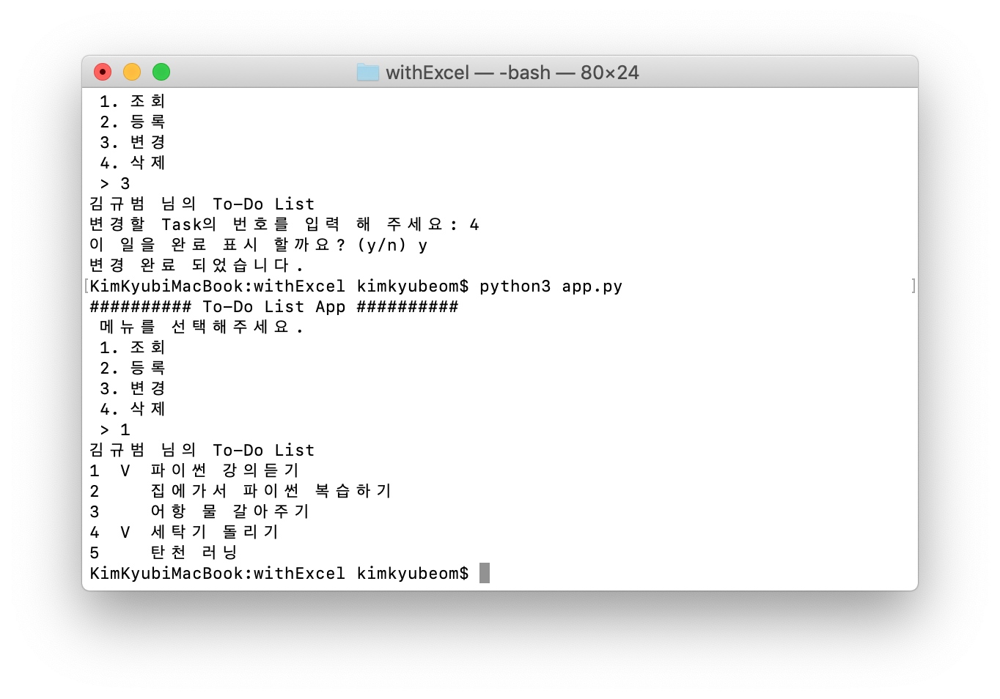 withExcel — -bash — 80×24
1. 조회
2. 등록
3. 변경
4. 삭제
> 3
김규범 님의 To-Do List
변경할 Task의 번호를 입력 해 주세요: 4
이 일을 완료 표시 할까요? (y/n) y
변경 완료 되었습니다.
[KimKyubiMacBook:withExcel kimkyubeom$ python3 app.py ]
########## To-Do List App ##########
메뉴를 선택해주세요.
1. 조회
2. 등록
3. 변경
4. 삭제
> 1
김규범 님의 To-Do List
1 V 파이썬 강의듣기
2 집에가서 파이썬 복습하기
3 어항 물 갈아주기
4 V 세탁기 돌리기
5 탄천 러닝
KimKyubiMacBook:withExcel kimkyubeom$